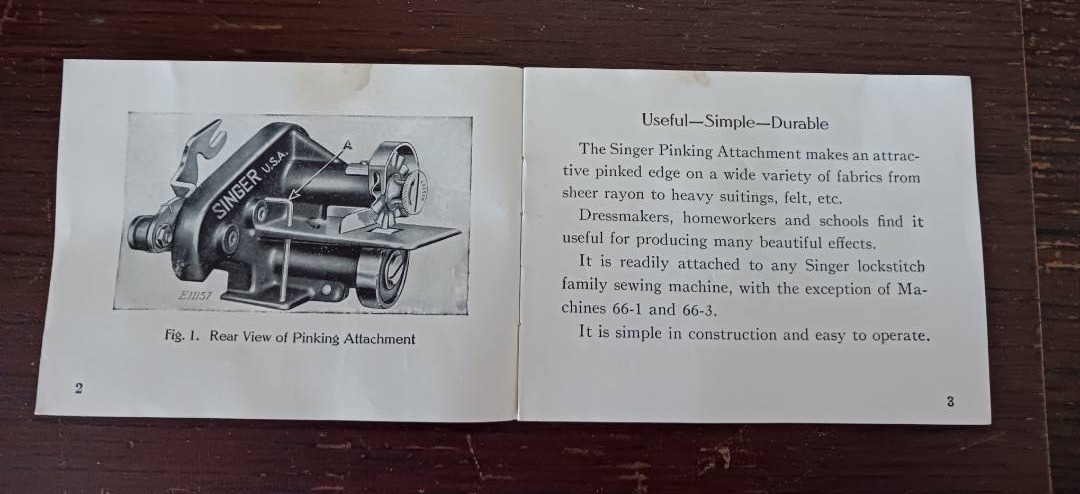 A
SINGER U.S.A.
E11157
Fig. 1. Rear View of Pinking Attachment
2
Useful—Simple—Durable
The Singer Pinking Attachment makes an attrac-
tive pinked edge on a wide variety of fabrics from
sheer rayon to heavy suitings, felt, etc.
Dressmakers, homeworkers and schools find it
useful for producing many beautiful effects.
It is readily attached to any Singer lockstitch
family sewing machine, with the exception of Ma-
chines 66-1 and 66-3.
It is simple in construction and easy to operate.
3